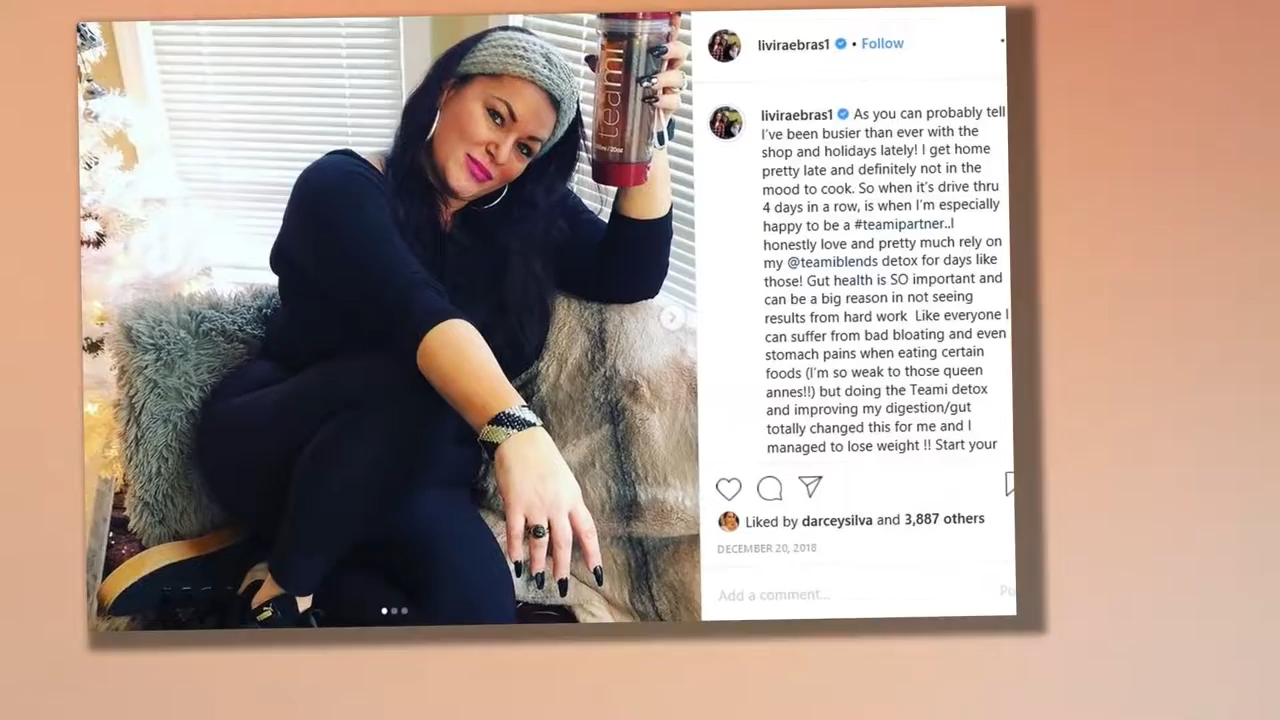 teami
liviraebras1 • Follow
liviraebras1 As you can probably tell
I've been busier than ever with the
shop and holidays lately! I get home
pretty late and definitely not in the
mood to cook. So when it's drive thru
4 days in a row, is when I'm especially
happy to be a #teamipartner..I
honestly love and pretty much rely on
my @teamiblends detox for days like
those! Gut health is SO important and
can be a big reason in not seeing
results from hard work Like everyone I
can suffer from bad bloating and even
stomach pains when eating certain
foods (I'm so weak to those queen
annes!!) but doing the Teami detox
and improving my digestion/gut
totally changed this for me and I
managed to lose weight !! Start your
Liked by darceysilva and 3,887 others
DECEMBER 20, 2018
Add a comment...